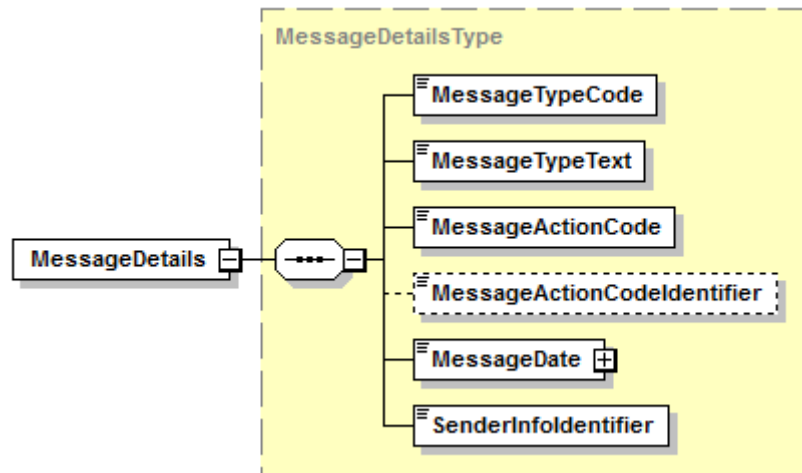 MessageDetailsType
MessageTypeCode
MessageTypeText
MessageActionCode
MessageDetails
MessageActionCodeIdentifier
MessageDate
SenderInfoIdentifier